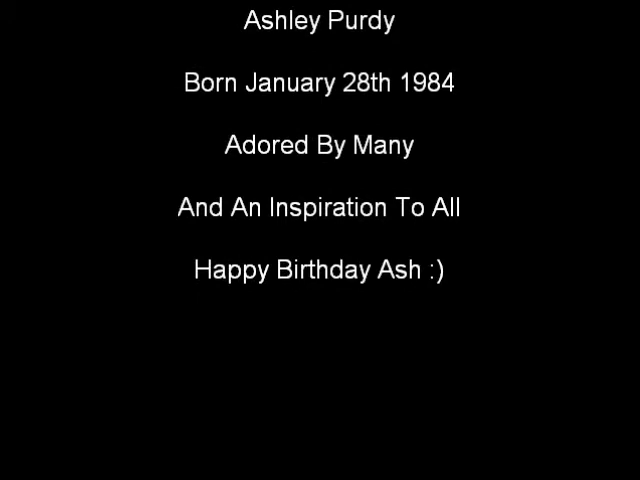 Ashley Purdy
Born January 28th 1984
Adored By Many
And An Inspiration To All
Happy Birthday Ash :)